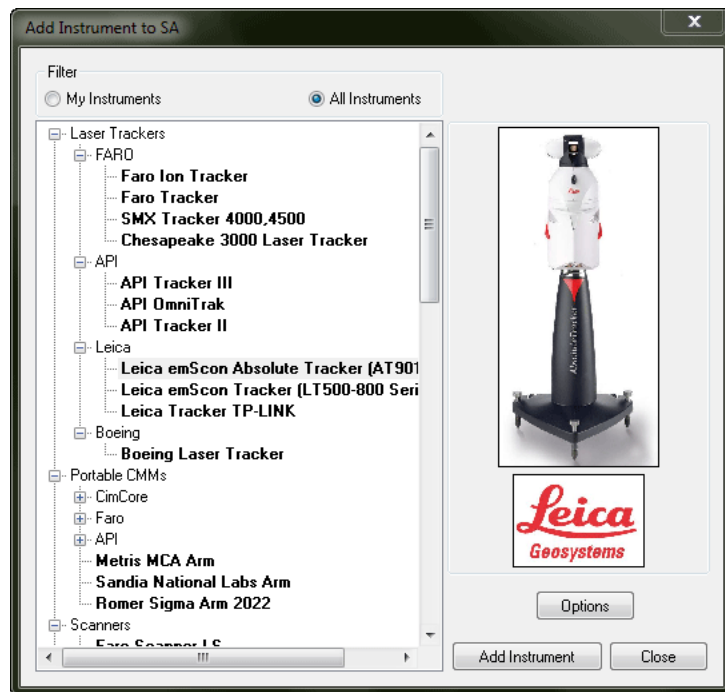 Add Instrument to SA
Filter
My Instruments
All Instruments
Laser Trackers
FARO
Faro Ion Tracker
Faro Tracker
SMX Tracker 4000,4500
Chesapeake 3000 Laser Tracker
API
API Tracker III
API OmniTrak
API Tracker II
Leica
Leica emScon Absolute Tracker (AT901
Leica emScon Tracker (LT500-800 Seri
Leica Tracker TP-LINK
Boeing
Boeing Laser Tracker
Portable CMMs
CimCore
Faro
API
Metris MCA Arm
Sandia National Labs Arm
Romer Sigma Arm 2022
Scanners
Faro Scanner LS
AbsoluteTracker
Leica
Geosystems
Options
Add Instrument
Close